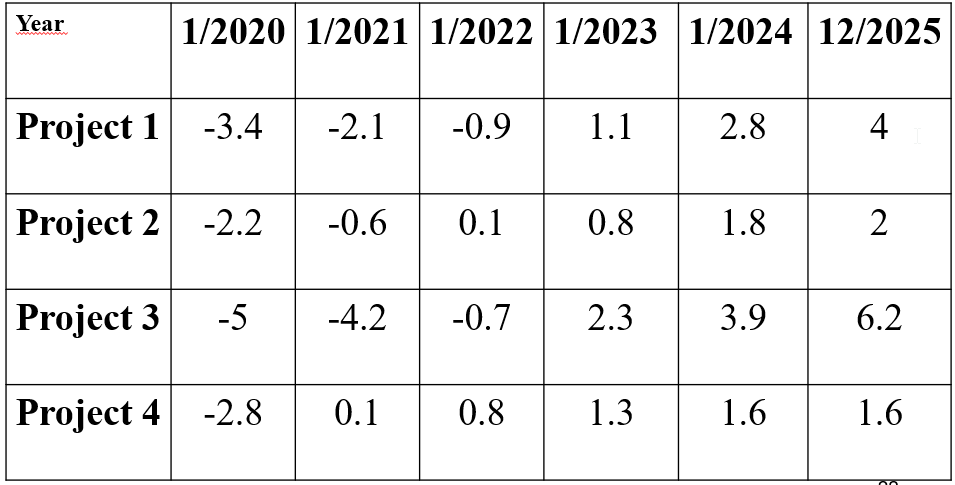 Year 1/2020 1/2021 1/2022 1/2023 1/2024 12/2025
Project 1 -3.4 -2.1 -0.9 1.1 2.8 4
Project 2 -2.2 -0.6 0.1 0.8 1.8 2
Project 3 -5 -4.2 -0.7 2.3 3.9 6.2
Project 4 -2.8 0.1 0.8 1.3 1.6 1.6